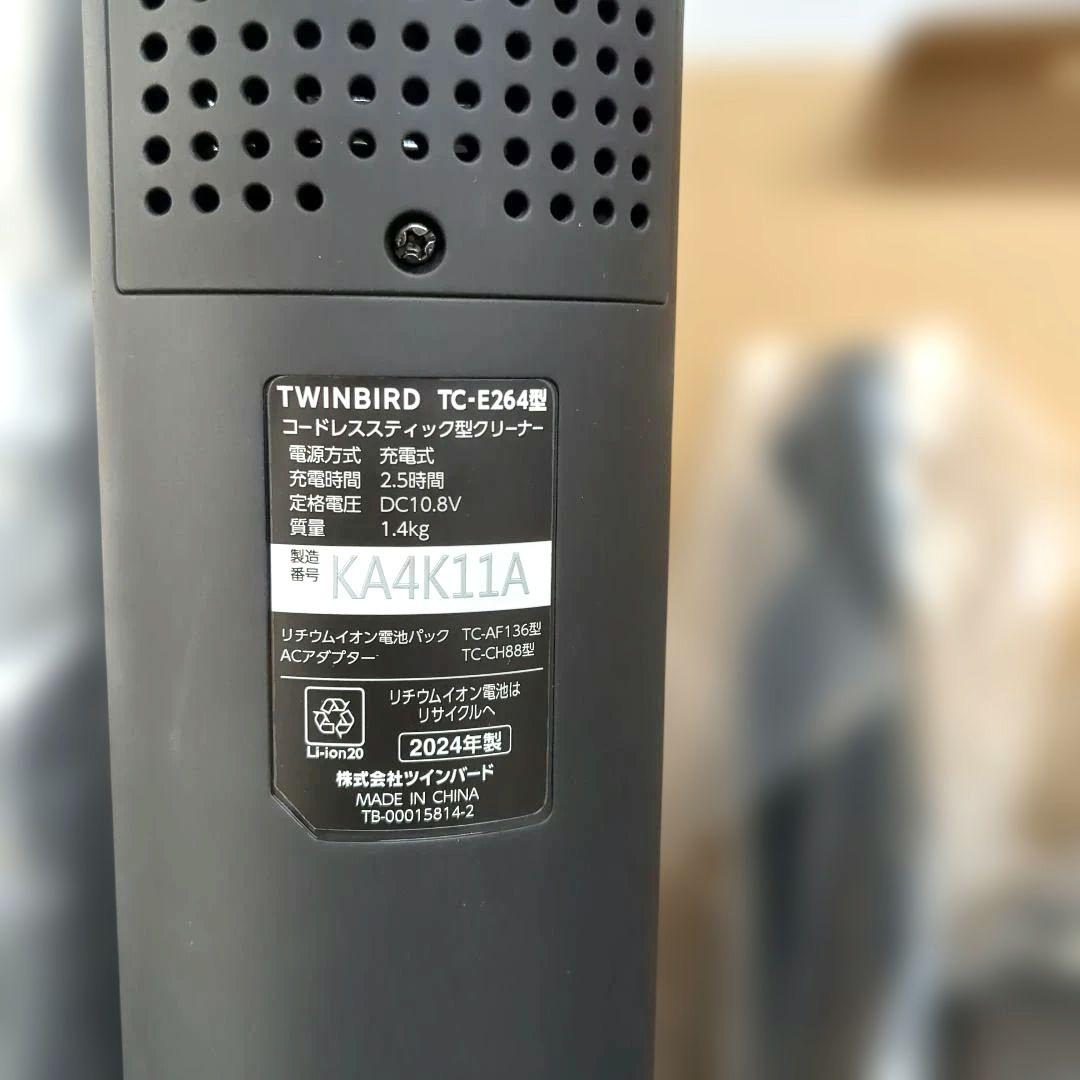 TWINBIRD TC-E264型
コードレススティック型クリーナー
電源方式 充電式
充電時間 2.5時間
定格電圧 DC10.8V
質量 1.4kg
製造
番号 KA4K11A
リチウムイオン電池パック TC-AF136型
ACアダプター TC-CH88型
リチウムイオン電池は
リサイクルへ
Li-ion20 2024年製
株式会社ツインバード
MADE IN CHINA
TB-00015814-2